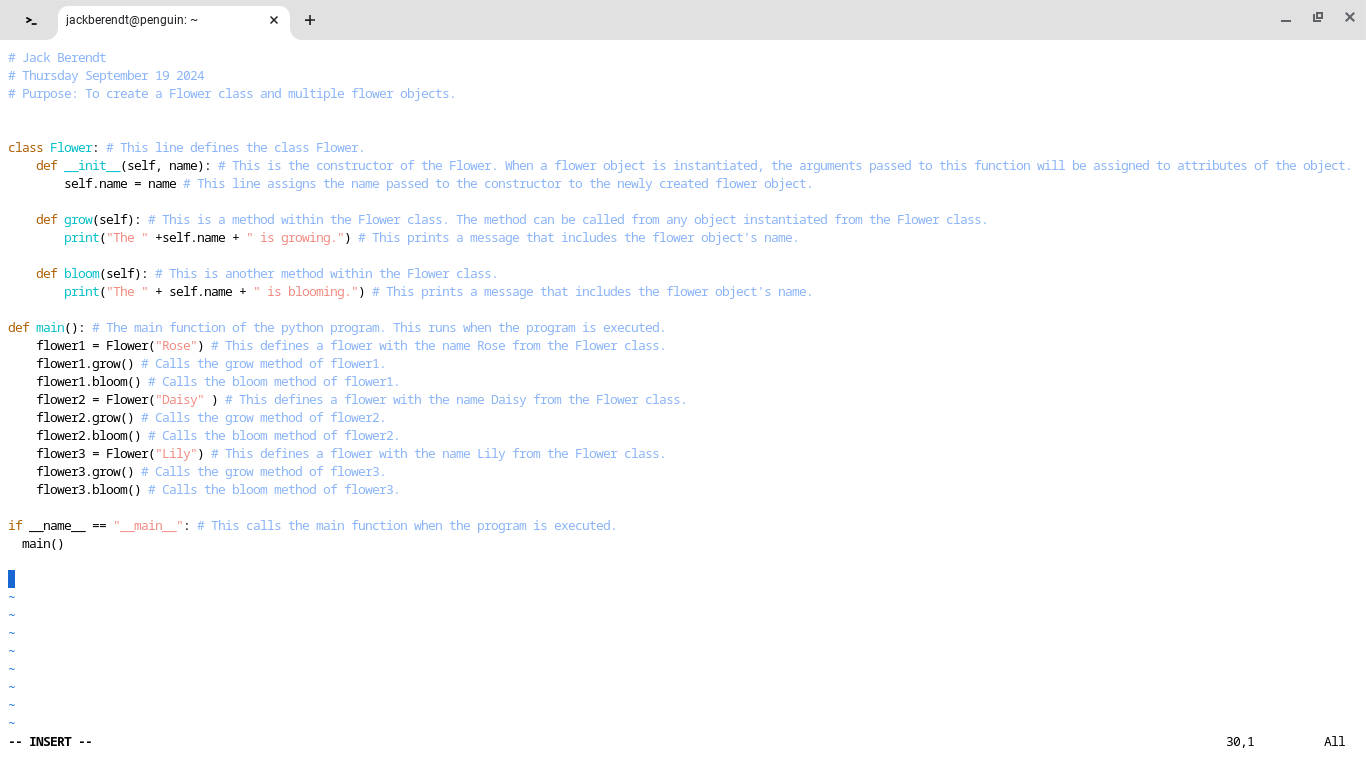 >_ jackberendt@penguin: ~
# Jack Berendt
# Thursday September 19 2024
# Purpose: To create a Flower class and multiple flower objects.


class Flower: # This line defines the class Flower.
    def __init__(self, name): # This is the constructor of the Flower. When a flower object is instantiated, the arguments passed to this function will be assigned to attributes of the object.
        self.name = name # This line assigns the name passed to the constructor to the newly created flower object.

    def grow(self): # This is a method within the Flower class. The method can be called from any object instantiated from the Flower class.
        print("The " +self.name + " is growing.") # This prints a message that includes the flower object's name.

    def bloom(self): # This is another method within the Flower class.
        print("The " + self.name + " is blooming.") # This prints a message that includes the flower object's name.

def main(): # The main function of the python program. This runs when the program is executed.
    flower1 = Flower("Rose") # This defines a flower with the name Rose from the Flower class.
    flower1.grow() # Calls the grow method of flower1.
    flower1.bloom() # Calls the bloom method of flower1.
    flower2 = Flower("Daisy" ) # This defines a flower with the name Daisy from the Flower class.
    flower2.grow() # Calls the grow method of flower2.
    flower2.bloom() # Calls the bloom method of flower2.
    flower3 = Flower("Lily") # This defines a flower with the name Lily from the Flower class.
    flower3.grow() # Calls the grow method of flower3.
    flower3.bloom() # Calls the bloom method of flower3.

if __name__ == "__main__": # This calls the main function when the program is executed.
  main()

~
~
~
~
~
~
~
~
-- INSERT -- 30,1 All